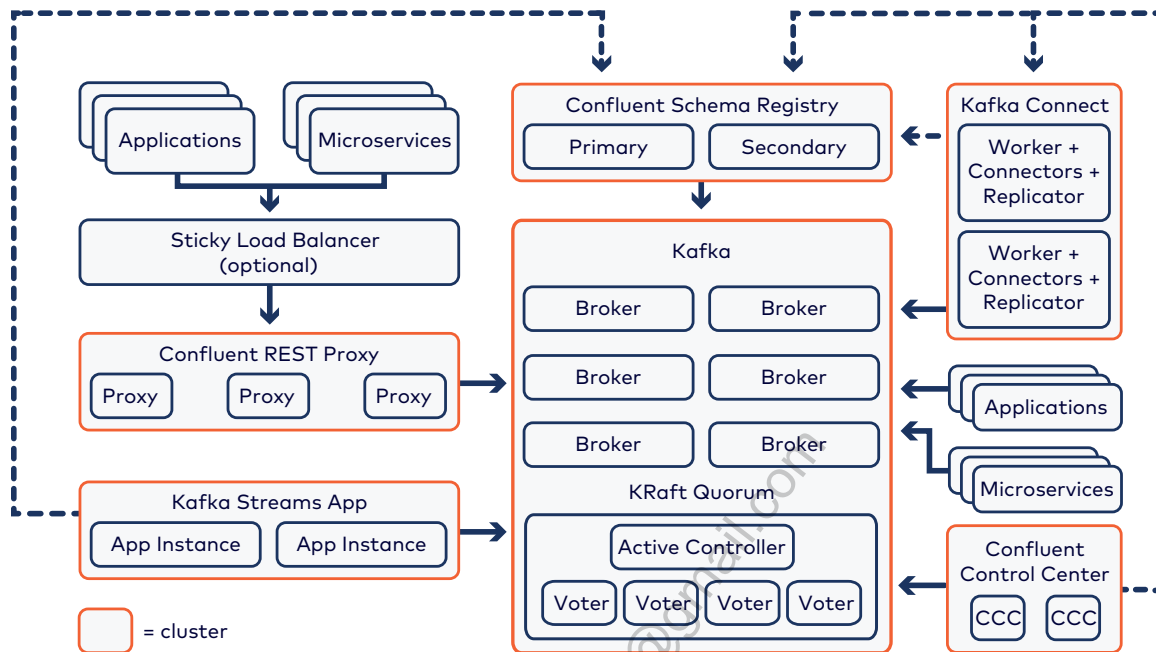 Applications
Microservices
Sticky Load Balancer
(optional)
Confluent REST Proxy
Proxy
Proxy
Proxy
Kafka Streams App
App Instance
App Instance
= cluster
Confluent Schema Registry
Primary
Secondary
Kafka
Broker
Broker
Broker
Broker
Broker
Broker
KRaft Quorum
Active Controller
Voter
Voter
Voter
Voter
@gmail.com
Kafka Connect
Worker +
Connectors +
Replicator
Worker +
Connectors +
Replicator
Applications
Microservices
Confluent
Control Center
CCC
CCC